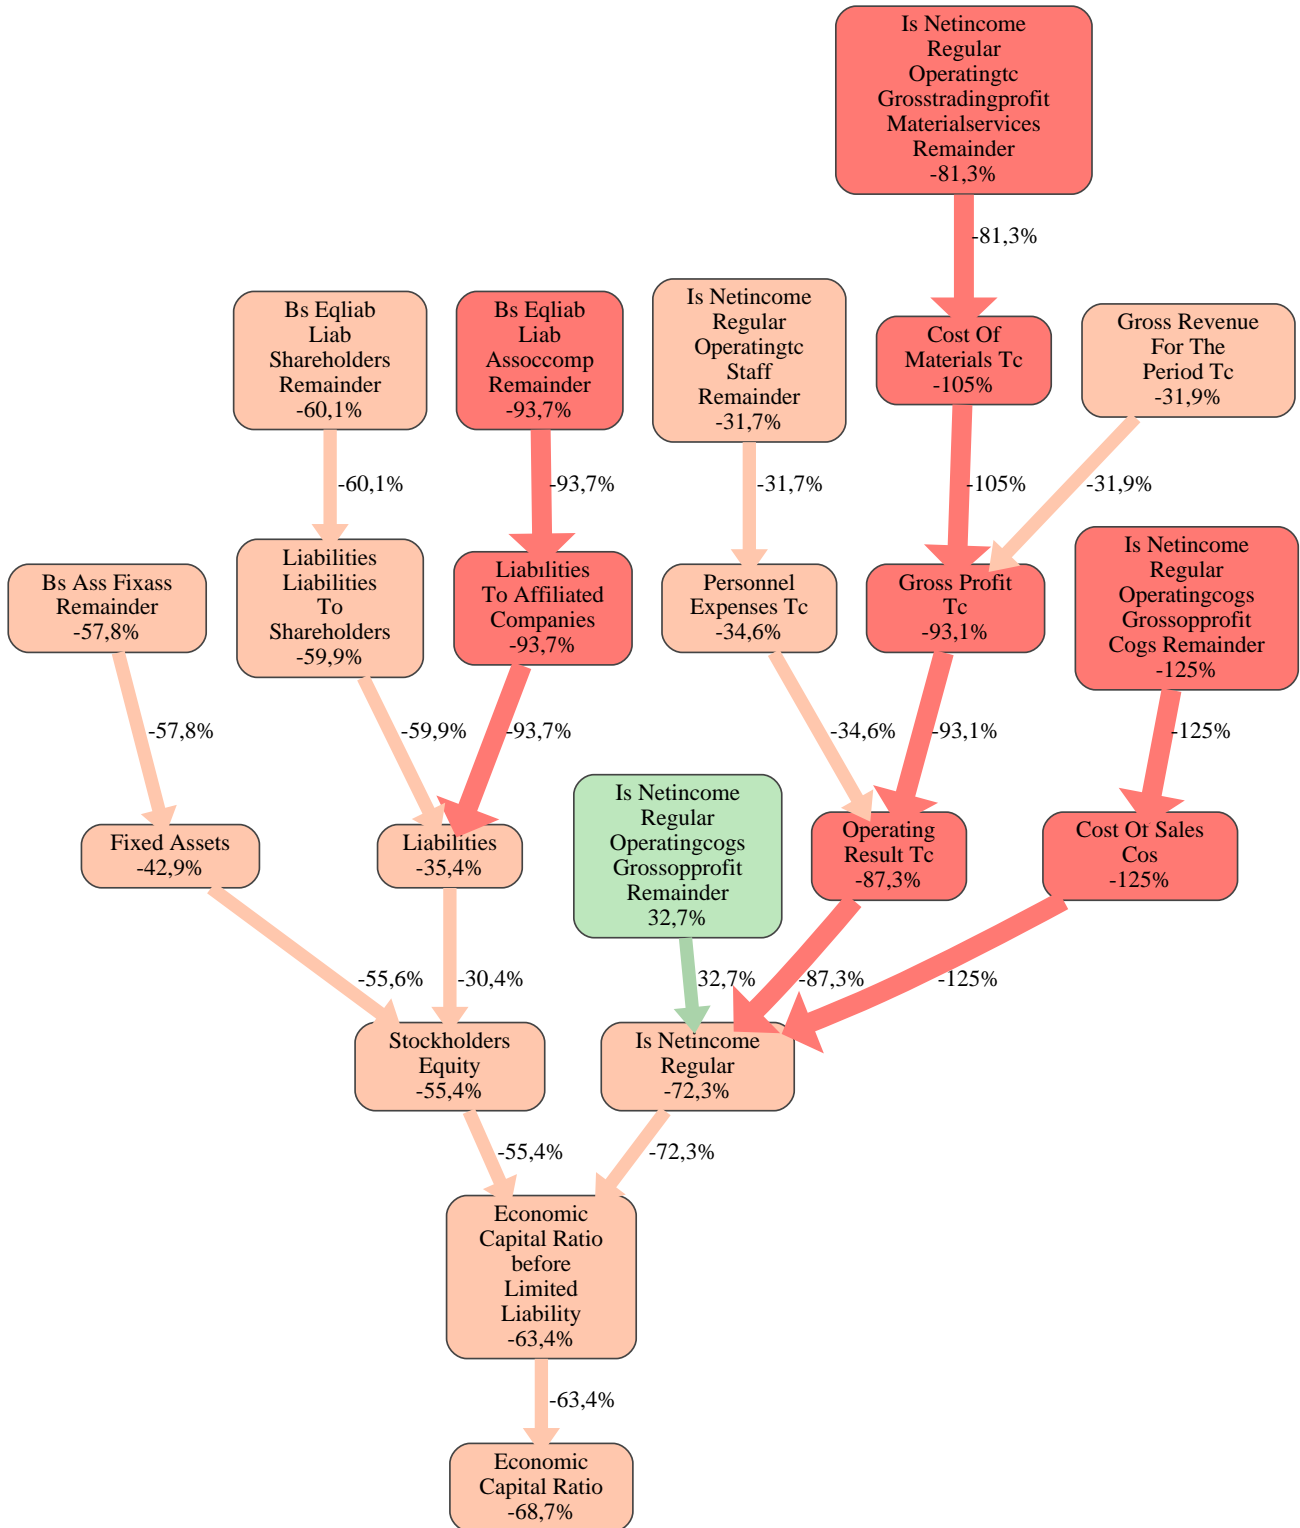 Is Netincome
Regular
Operatingtc
Grosstradingprofit
Materialservices
Remainder
-81,3%
-81,3%
Bs Eqliab
Liab
Shareholders
Remainder
-60,1%
Bs Eqliab
Liab
Assoccomp
Remainder
-93,7%
Is Netincome
Regular
Operatingtc
Staff
Remainder
-31,7%
Cost Of
Materials Tc
-105%
Gross Revenue
For The
Period Tc
-31,9%
-60,1%
-93,7%
-31,7%
-105%
-31,9%
Bs Ass Fixass
Remainder
-57,8%
Liabilities
Liabilities
To
Shareholders
-59,9%
Liabilities
To Affiliated
Companies
-93,7%
Personnel
Expenses Tc
-34,6%
Gross Profit
Tc
-93,1%
Is Netincome
Regular
Operatingcogs
Grossopprofit
Cogs Remainder
-125%
-57,8%
-59,9%
-93,7%
-34,6%
-93,1%
-125%
Fixed Assets
-42,9%
Liabilities
-35,4%
Is Netincome
Regular
Operatingcogs
Grossopprofit
Remainder
32,7%
Operating
Result Tc
-87,3%
Cost Of Sales
Cos
-125%
-55,6%
-30,4%
32,7%
-87,3%
-125%
Stockholders
Equity
-55,4%
Is Netincome
Regular
-72,3%
-55,4%
-72,3%
Economic
Capital Ratio
before
Limited
Liability
-63,4%
-63,4%
Economic
Capital Ratio
-68,7%